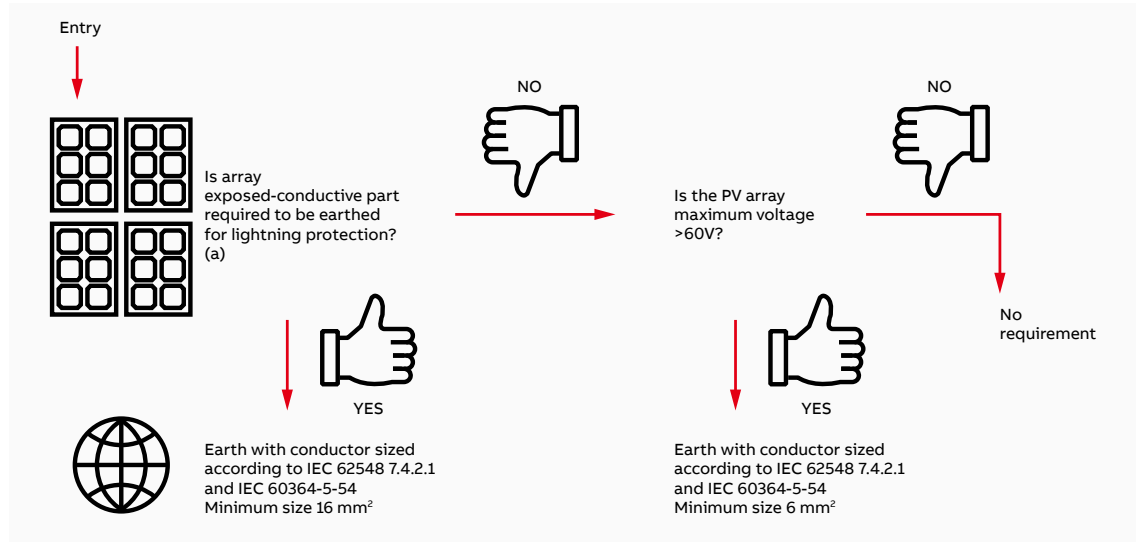 Entry
NO
NO
Is array
exposed-conductive part
required to be earthed
for lightning protection?
(a)
Is the PV array
maximum voltage
>60V?
No
requirement
YES
YES
Earth with conductor sized
according to IEC 62548 7.4.2.1
and IEC 60364-5-54
Minimum size 16 mm²
Earth with conductor sized
according to IEC 62548 7.4.2.1
and IEC 60364-5-54
Minimum size 6 mm²